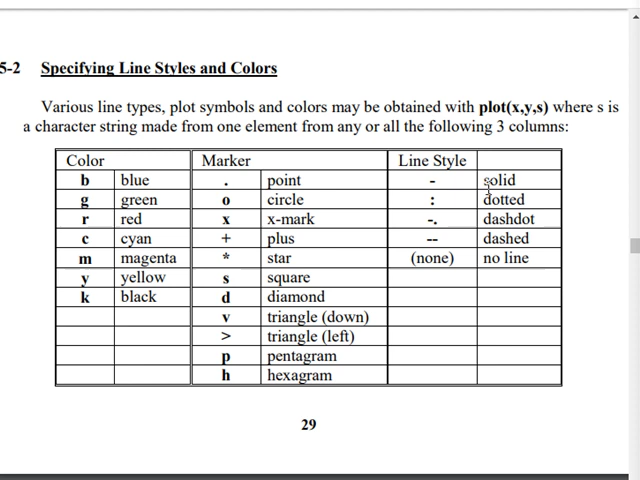 5-2 Specifying Line Styles and Colors
Various line types, plot symbols and colors may be obtained with plot(x,y,s) where s is
a character string made from one element from any or all the following 3 columns:
Color Marker Line Style
b blue . point - solid
g green o circle : dotted
r red x x-mark -. dashdot
c cyan + plus -- dashed
m magenta * star (none) no line
y yellow s square
k black d diamond
v triangle (down)
> triangle (left)
p pentagram
h hexagram
29